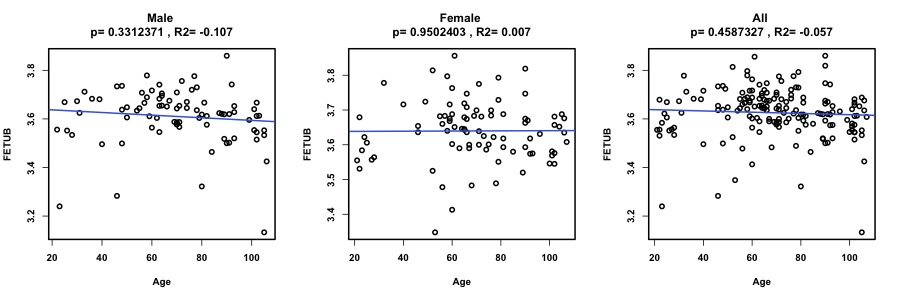 Male
p= 0.3312371 , R2= -0.107
FETUB
3.8
3.6
3.4
3.2
20 40 60 80 100
Age
Female
p= 0.9502403 , R2= 0.007
FETUB
3.8
3.7
3.6
3.5
3.4
20 40 60 80 100
Age
All
p= 0.4587327 , R2= -0.057
FETUB
3.8
3.6
3.4
3.2
20 40 60 80 100
Age